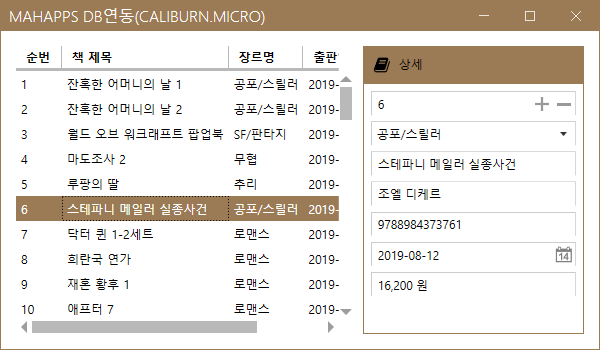 MAHAPPS DB연동(CALIBURN.MICRO)
순번 책 제목 장르명 출판
1 잔혹한 어머니의 날 1 공포/스릴러 2019-
2 잔혹한 어머니의 날 2 공포/스릴러 2019-
3 월드 오브 워크래프트 팝업북 SF/판타지 2019-
4 마도조사 2 무협 2019-
5 루팡의 딸 추리 2019-
6 스테파니 메일러 실종사건 공포/스릴러 2019-
7 닥터 퀸 1-2세트 로맨스 2019-
8 희란국 연가 로맨스 2019-
9 재혼 황후 1 로맨스 2019-
10 애프터 7 로맨스 2019-
상세
6
공포/스릴러
스테파니 메일러 실종사건
조엘 디케르
9788984373761
2019-08-12 14
16,200 원